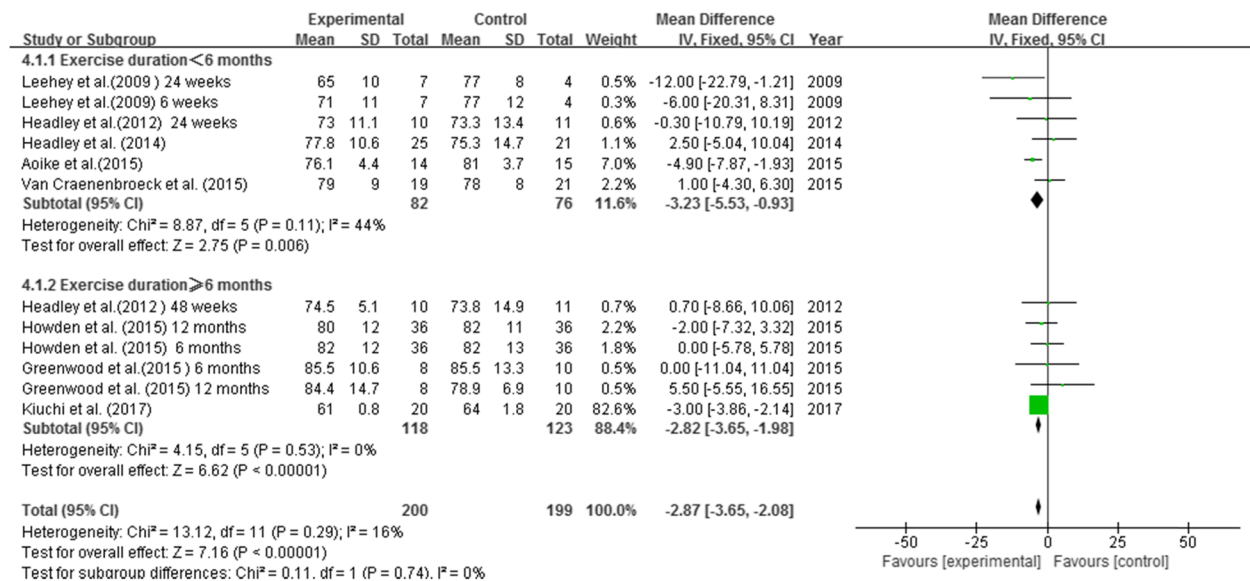 Experimental Control Mean Difference Mean Difference
Study or Subgroup Mean SD Total Mean SD Total Weight IV, Fixed, 95% CI Year IV, Fixed, 95% CI
4.1.1 Exercise duration<6 months
Leehey et al.(2009 ) 24 weeks 65 10 7 77 8 4 0.5% -12.00 [-22.79, -1.21] 2009
Leehey et al.(2009) 6 weeks 71 11 7 77 12 4 0.3% -6.00 [-20.31, 8.31] 2009
Headley et al.(2012) 24 weeks 73 11.1 10 73.3 13.4 11 0.6% -0.30 [-10.79, 10.19] 2012
Headley et al. (2014) 77.8 10.6 25 75.3 14.7 21 1.1% 2.50 [-5.04, 10.04] 2014
Aoike et al.(2015) 76.1 4.4 14 81 3.7 15 7.0% -4.90 [-7.87, -1.93] 2015
Van Craenenbroeck et al. (2015) 79 9 19 78 8 21 2.2% 1.00 [-4.30, 6.30] 2015
Subtotal (95% CI) 82 76 11.6% -3.23 [-5.53, -0.93]
Heterogeneity: Chi² = 8.87, df = 5 (P = 0.11); I² = 44%
Test for overall effect: Z = 2.75 (P = 0.006)
4.1.2 Exercise duration⩾6 months
Headley et al.(2012 ) 48 weeks 74.5 5.1 10 73.8 14.9 11 0.7% 0.70 [-8.66, 10.06] 2012
Howden et al. (2015) 12 months 80 12 36 82 11 36 2.2% -2.00 [-7.32, 3.32] 2015
Howden et al. (2015) 6 months 82 12 36 82 13 36 1.8% 0.00 [-5.78, 5.78] 2015
Greenwood et al.(2015 ) 6 months 85.5 10.6 8 85.5 13.3 10 0.5% 0.00 [-11.04, 11.04] 2015
Greenwood et al. (2015) 12 months 84.4 14.7 8 78.9 6.9 10 0.5% 5.50 [-5.55, 16.55] 2015
Kiuchi et al. (2017) 61 0.8 20 64 1.8 20 82.6% -3.00 [-3.86, -2.14] 2017
Subtotal (95% CI) 118 123 88.4% -2.82 [-3.65, -1.98]
Heterogeneity: Chi² = 4.15, df = 5 (P = 0.53); I² = 0%
Test for overall effect: Z = 6.62 (P < 0.00001)
Total (95% CI) 200 199 100.0% -2.87 [-3.65, -2.08]
Heterogeneity: Chi² = 13.12, df = 11 (P = 0.29); I² = 16%
Test for overall effect: Z = 7.16 (P < 0.00001)
Test for subgroup differences: Chi² = 0.11, df = 1 (P = 0.74), I² = 0%
-50 -25 0 25 50
Favours [experimental] Favours [control]